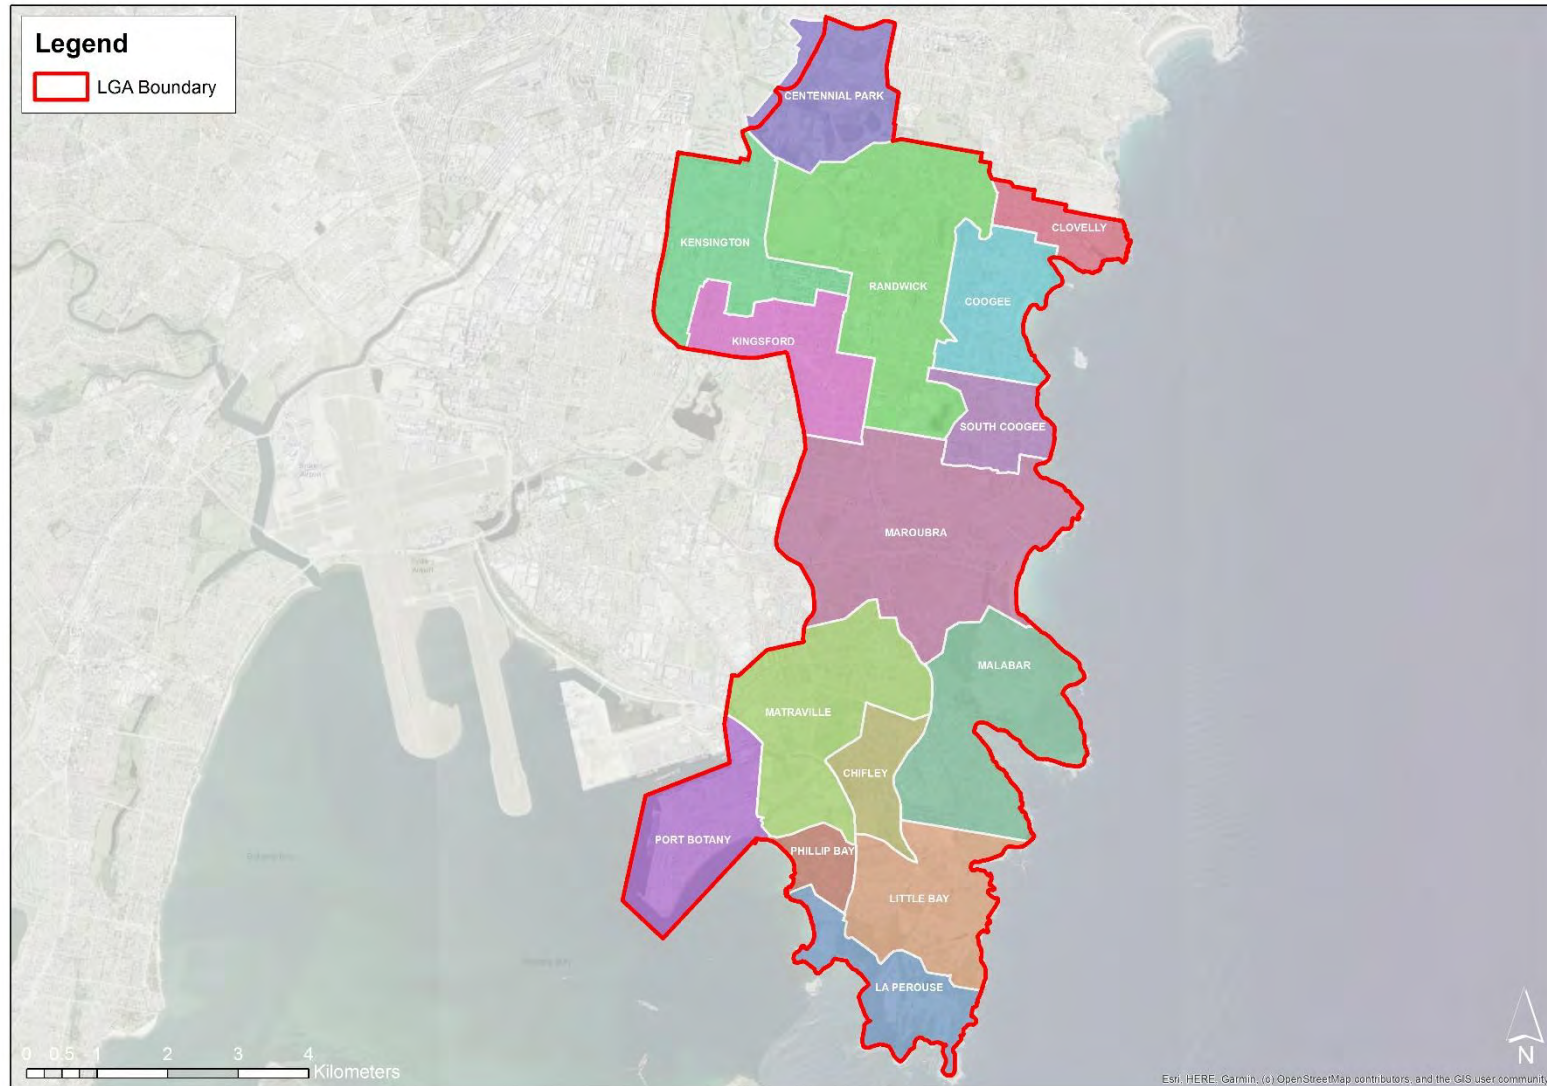 Legend
LGA Boundary
CENTENNIAL PARK
CLOVELLY
KENSINGTON
RANDWICK
COOGEE
KINGSFORD
SOUTH COOGEE
MAROUBRA
MALABAR
MATRAVILLE
CHIFLEY
PORT BOTANY
PHILLIP BAY
LITTLE BAY
LA PEROUSE
0 0.5 1 2 3 4
Kilometers
N
Esri, HERE, Garmin, (c) OpenStreetMap contributors, and the GIS user community